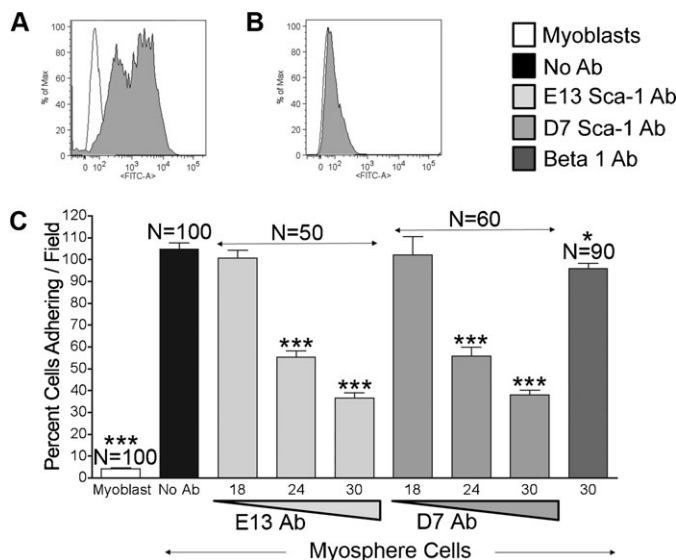 A
B
% of Max
100
80
60
40
20
0
0 10² 10³ 10⁴ 10⁵
<FITC-A>
% of Max
100
80
60
40
20
0
0 10² 10³ 10⁴ 10⁵
<FITC-A>
Myoblasts
No Ab
E13 Sca-1 Ab
D7 Sca-1 Ab
Beta 1 Ab
C
Percent Cells Adhering / Field
120
110
100
90
80
70
60
50
40
30
20
10
0
N=100
N=50
N=60
*
N=90
***
***
***
***
***
N=100
Myoblast No Ab 18 24 30 18 24 30 30
E13 Ab D7 Ab
Myosphere Cells